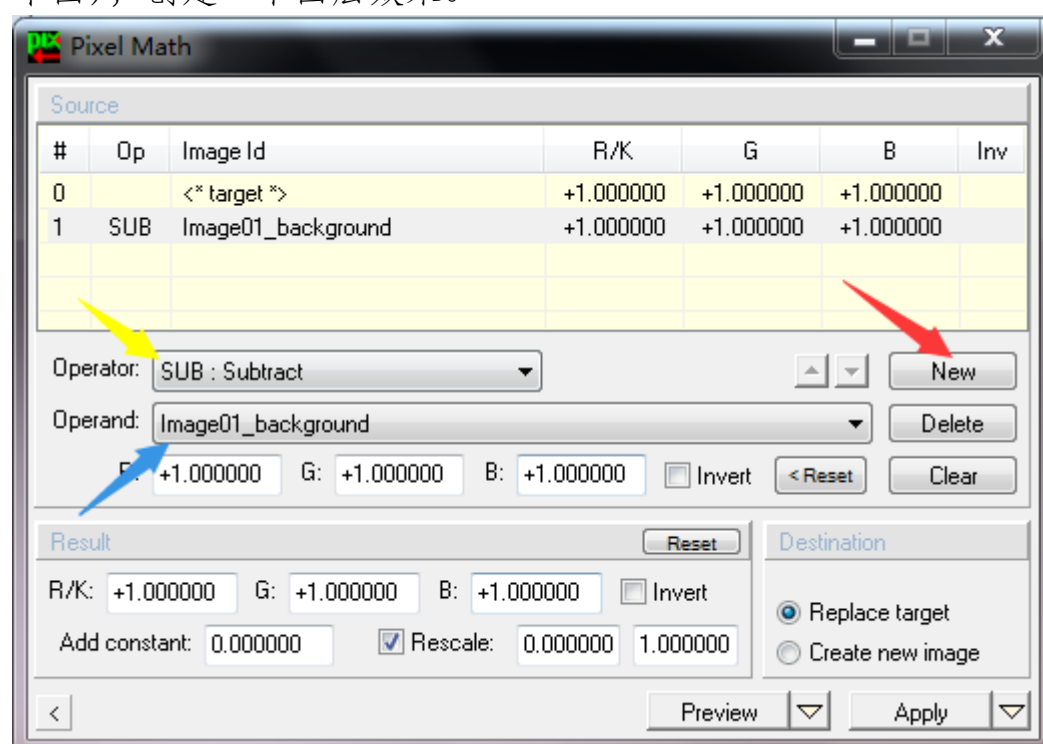 Pixel Math
Source
# Op Image Id R/K G B Inv
0 <* target *> +1.000000 +1.000000 +1.000000
1 SUB Image01_background +1.000000 +1.000000 +1.000000
Operator: SUB : Subtract New
Operand: Image01_background Delete
+1.000000 G: +1.000000 B: +1.000000 Invert < Reset Clear
Result Reset Destination
R/K: +1.000000 G: +1.000000 B: +1.000000 Invert Replace target
Add constant: 0.000000 Rescale: 0.000000 1.000000 Create new image
< Preview Apply